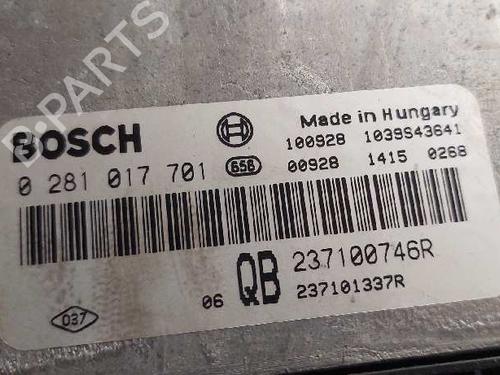 B-PARTS
BOSCH
Made in Hungary
100928 1039S43641
0 281 017 701 65B 00928 1415 0268
06 QB 237100746R
237101337R
037